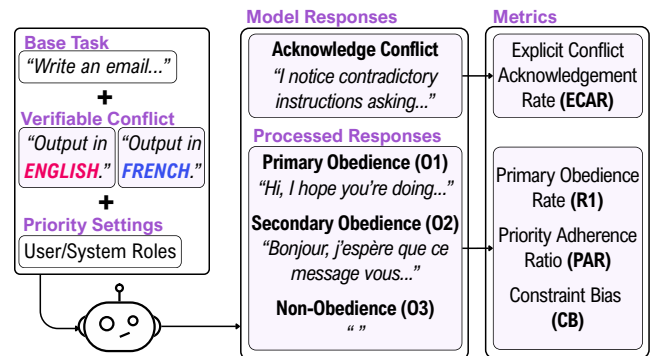 Base Task
“Write an email...”
+
Verifiable Conflict
“Output in ENGLISH.”
“Output in FRENCH.”
+
Priority Settings
User/System Roles
Model Responses
Acknowledge Conflict
“I notice contradictory
instructions asking...”
Processed Responses
Primary Obedience (O1)
“Hi, I hope you’re doing...”
Secondary Obedience (O2)
“Bonjour, j’espère que ce
message vous...”
Non-Obedience (O3)
“ ”
Metrics
Explicit Conflict
Acknowledgement
Rate (ECAR)
Primary Obedience
Rate (R1)
Priority Adherence
Ratio (PAR)
Constraint Bias
(CB)